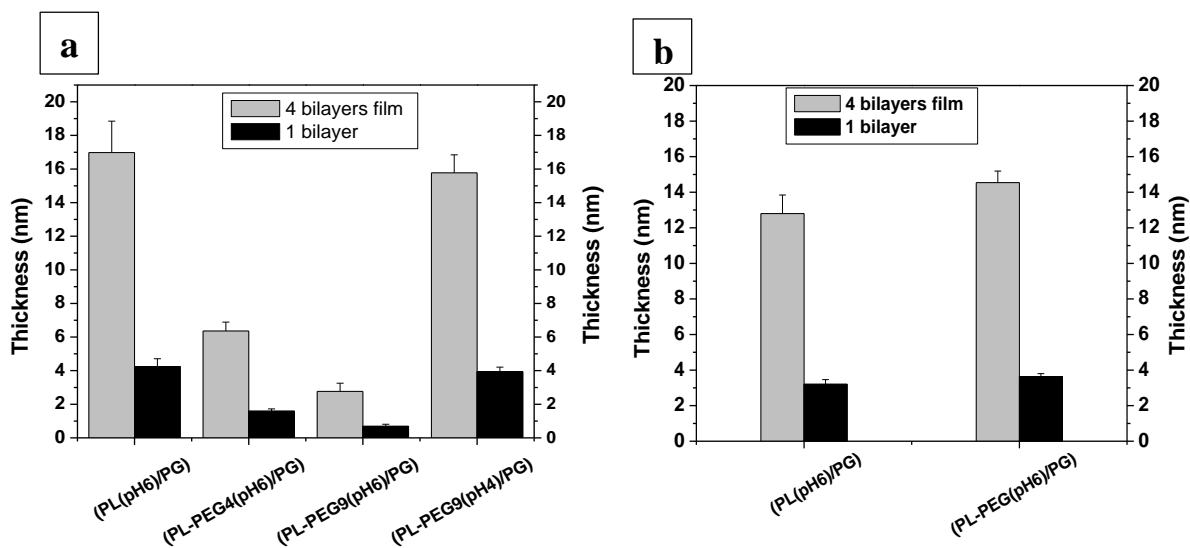 a
4 bilayers film
1 bilayer
Thickness (nm)
20
18
16
14
12
10
8
6
4
2
0
20
18
16
14
12
10
8
6
4
2
0
Thickness (nm)
(PL(pH6)/PG)
(PL-PEG4(pH6)/PG)
(PL-PEG9(pH6)/PG)
(PL-PEG9(pH4)/PG)
b
4 bilayers film
1 bilayer
Thickness (nm)
20
18
16
14
12
10
8
6
4
2
0
20
18
16
14
12
10
8
6
4
2
0
Thickness (nm)
(PL(pH6)/PG)
(PL-PEG(pH6)/PG)